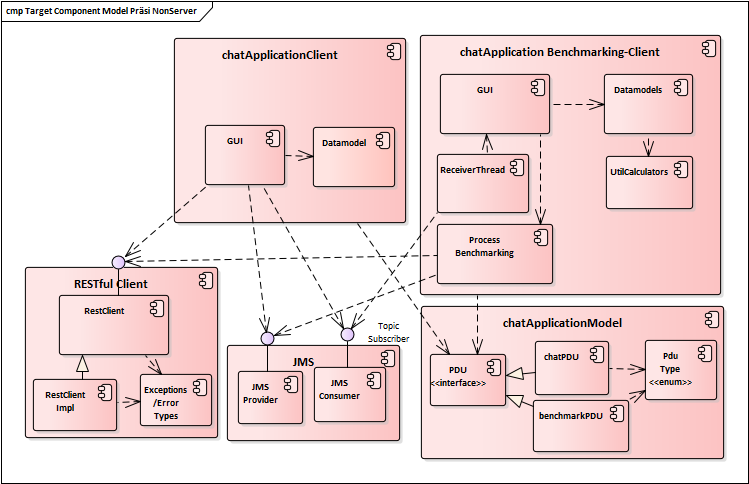 cmp Target Component Model Präsi NonServer
chatApplicationClient
GUI
Datamodel
chatApplication Benchmarking-Client
GUI
Datamodels
ReceiverThread
UtilCalculators
Process
Benchmarking
RESTful Client
RestClient
RestClient
Impl
Exceptions
/Error
Types
Topic
Subscriber
JMS
JMS
Provider
JMS
Consumer
chatApplicationModel
PDU
<<interface>>
chatPDU
benchmarkPDU
Pdu
Type
<<enum>>